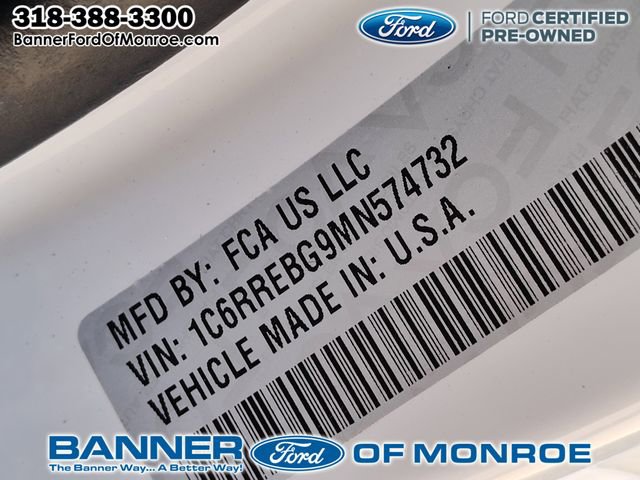 318-388-3300
BannerFordOfMonroe.com
Ford
FORD CERTIFIED
PRE-OWNED
MFD BY: FCA US LLC
VIN: 1C6RREBG9MN574732
VEHICLE MADE IN: U.S.A.
BANNER Ford OF MONROE
The Banner Way... A Better Way!